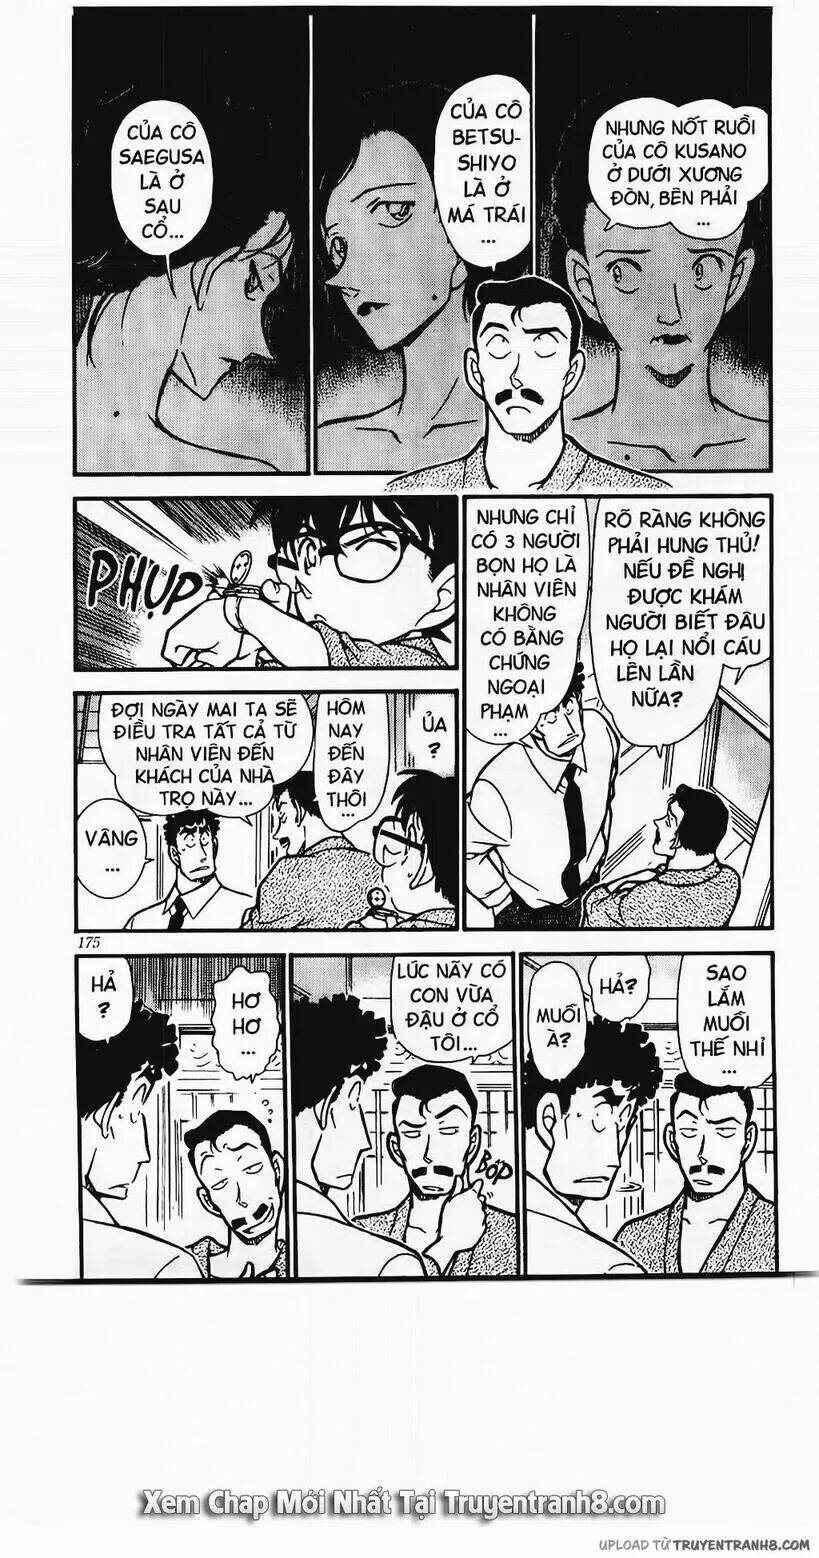 NHƯNG NỐT RUỒI
CỦA CÔ KUSANO
Ở DƯỚI XƯƠNG
ĐÒN, BÊN PHẢI
...
CỦA CÔ
BETSU-
SHIYO
LÀ Ở
MÁ TRÁI
...
CỦA CÔ
SAEGUSA
LÀ Ở
SAU
CỔ...
RÕ RÀNG KHÔNG
PHẢI HUNG THỦ!
NẾU ĐỀ NGHỊ
ĐƯỢC KHÁM
NGƯỜI BIẾT ĐÂU
HỌ LẠI NỔI CÁU
LÊN LẦN
NỮA?
NHƯNG CHỈ
CÓ 3 NGƯỜI
BỌN HỌ LÀ
NHÂN VIÊN
KHÔNG
CÓ BẰNG
CHỨNG
NGOẠI
PHẠM
...
PHỤP
ỦA
?
HÔM
NAY
ĐẾN
ĐÂY
THÔI
...
ĐỢI NGÀY MAI TA SẼ
ĐIỀU TRA TẤT CẢ TỪ
NHÂN VIÊN ĐẾN
KHÁCH CỦA NHÀ
TRỌ NÀY...
VÂNG
...
175
SAO
LẮM
MUỖI
THẾ NHỈ
...
HẢ?
MUỖI
À?
LÚC NÃY CÓ
CON VỪA
ĐẬU Ở CỔ
TÔI...
BỐP
HƠ
HƠ
...
HẢ
?
Xem Chap Mới Nhất Tại Truyentranh8.com
UPLOAD TỪ TRUYENTRANH8.COM